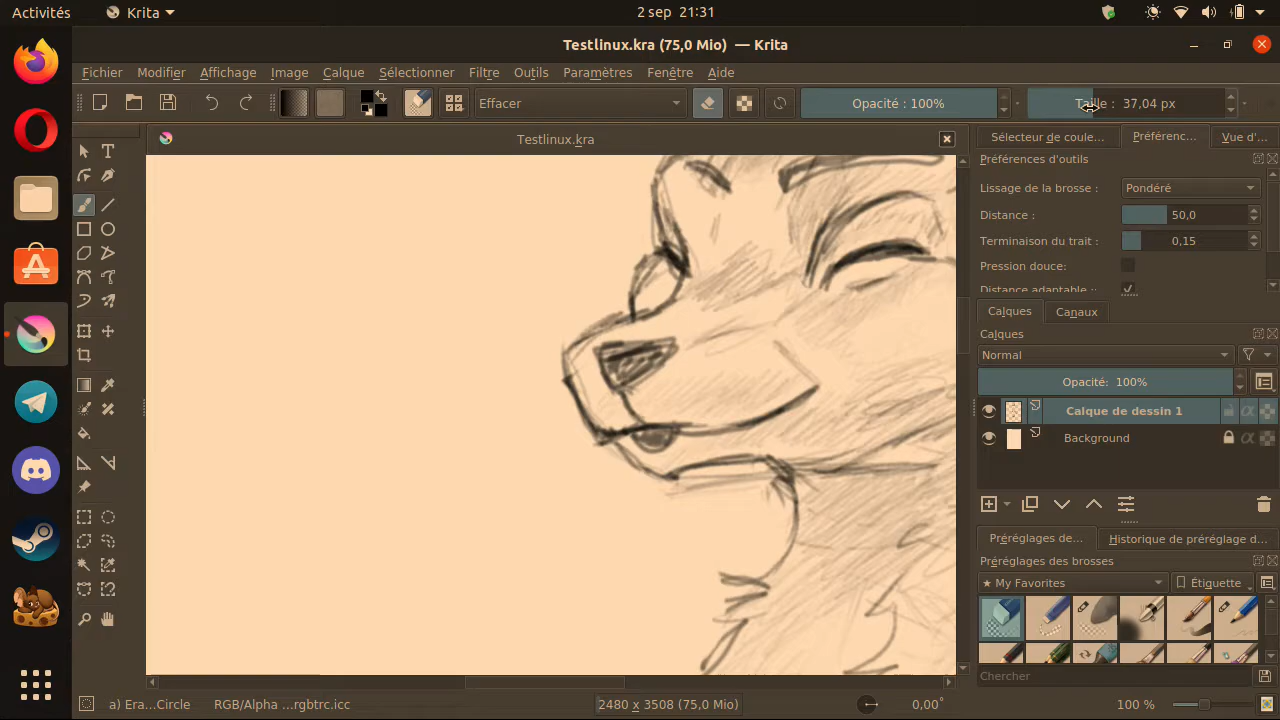 Activités
Krita
2 sep 21:31
Testlinux.kra (75,0 Mio) — Krita
Fichier Modifier Affichage Image Calque Sélectionner Filtre Outils Paramètres Fenêtre Aide
Effacer
Opacité : 100%
Taille : 37,04 px
Testlinux.kra
Sélecteur de coule...
Préférenc...
Vue d'...
Préférences d'outils
Lissage de la brosse :
Pondéré
Distance :
50,0
Terminaison du trait :
0,15
Pression douce:
Distance adaptable :
Calques
Canaux
Calques
Normal
Opacité: 100%
Calque de dessin 1
Background
Préréglages de...
Historique de préréglage d...
Préréglages des brosses
★ My Favorites
Étiquette
Chercher
a) Era...Circle
RGB/Alpha ...rgbtrc.icc
2480 x 3508 (75,0 Mio)
0,00°
100 %